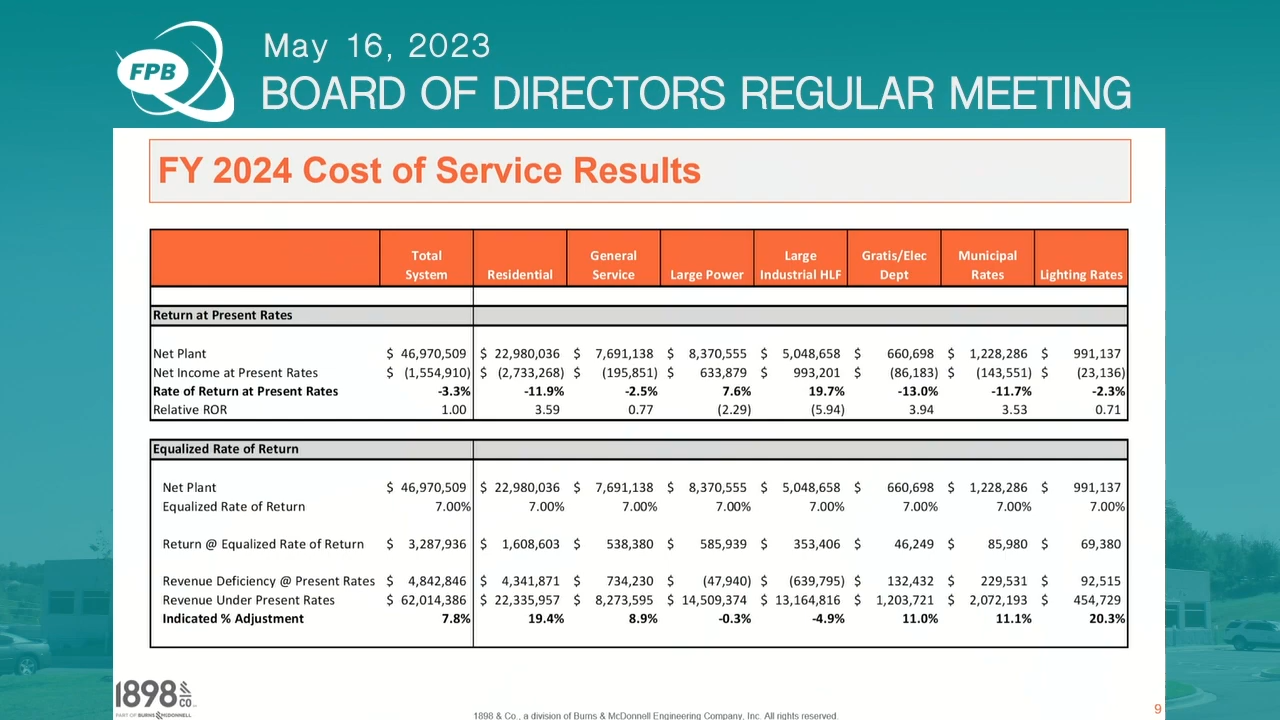 FPB
May 16, 2023
BOARD OF DIRECTORS REGULAR MEETING
FY 2024 Cost of Service Results
Total System Residential General Service Large Power Large Industrial HLF Gratis/Elec Dept Municipal Rates Lighting Rates
Return at Present Rates
Net Plant $ 46,970,509 $ 22,980,036 $ 7,691,138 $ 8,370,555 $ 5,048,658 $ 660,698 $ 1,228,286 $ 991,137
Net Income at Present Rates $ (1,554,910) $ (2,733,268) $ (195,851) $ 633,879 $ 993,201 $ (86,183) $ (143,551) $ (23,136)
Rate of Return at Present Rates -3.3% -11.9% -2.5% 7.6% 19.7% -13.0% -11.7% -2.3%
Relative ROR 1.00 3.59 0.77 (2.29) (5.94) 3.94 3.53 0.71
Equalized Rate of Return
Net Plant $ 46,970,509 $ 22,980,036 $ 7,691,138 $ 8,370,555 $ 5,048,658 $ 660,698 $ 1,228,286 $ 991,137
Equalized Rate of Return 7.00% 7.00% 7.00% 7.00% 7.00% 7.00% 7.00% 7.00%
Return @ Equalized Rate of Return $ 3,287,936 $ 1,608,603 $ 538,380 $ 585,939 $ 353,406 $ 46,249 $ 85,980 $ 69,380
Revenue Deficiency @ Present Rates $ 4,842,846 $ 4,341,871 $ 734,230 $ (47,940) $ (639,795) $ 132,432 $ 229,531 $ 92,515
Revenue Under Present Rates $ 62,014,386 $ 22,335,957 $ 8,273,595 $ 14,509,374 $ 13,164,816 $ 1,203,721 $ 2,072,193 $ 454,729
Indicated % Adjustment 7.8% 19.4% 8.9% -0.3% -4.9% 11.0% 11.1% 20.3%
1898 & CO
PART OF BURNS & MCDONNELL
1898 & Co., a division of Burns & McDonnell Engineering Company, Inc. All rights reserved.
9